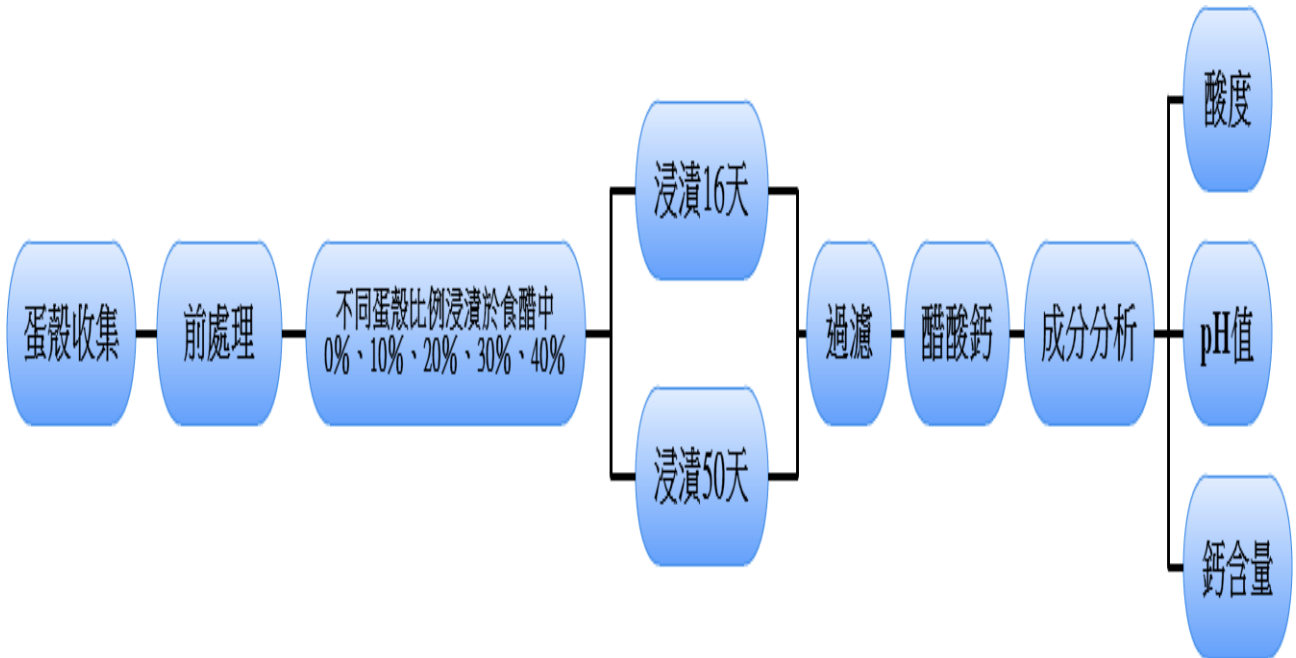 蛋殼收集
前處理
不同蛋殼比例浸漬於食醋中
0%、10%、20%、30%、40%
浸漬16天
浸漬50天
過濾
醋酸鈣
成分分析
酸度
pH值
鈣含量